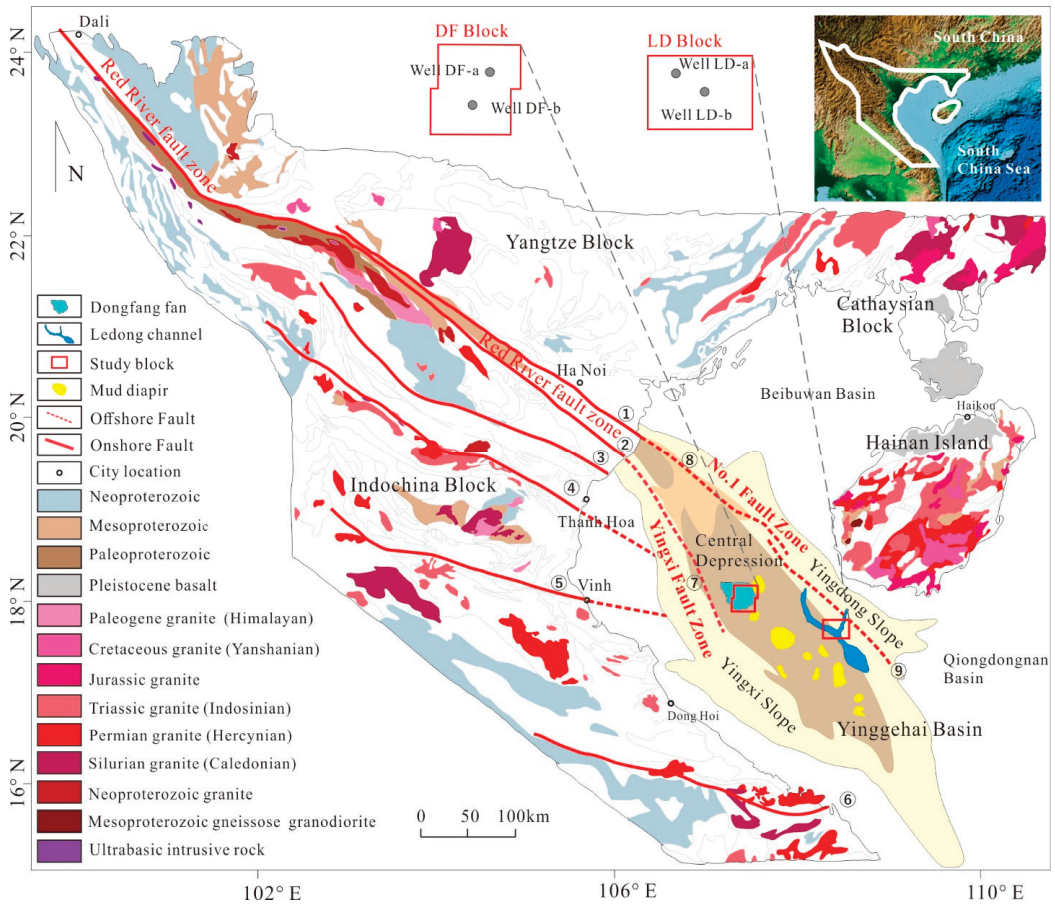 Dali
DF Block
Well DF-a
Well DF-b
LD Block
Well LD-a
Well LD-b
South China
South
China Sea
24° N
22° N
20° N
18° N
16° N
Red River fault zone
N
Yangtze Block
Cathaysian
Block
Red River fault zone
Ha Noi
Beibuwan Basin
Haikou
Hainan Island
①
②
③
④
⑤
⑥
⑦
⑧
⑨
Indochina Block
Thanh Hoa
Vinh
No.1 Fault Zone
Central
Depression
Yingxi Fault Zone
Yingdong Slope
Yingxi Slope
Qiongdongnan
Basin
Dong Hoi
Yinggehai Basin
Dongfang fan
Ledong channel
Study block
Mud diapir
Offshore Fault
Onshore Fault
City location
Neoproterozoic
Mesoproterozoic
Paleoproterozoic
Pleistocene basalt
Paleogene granite (Himalayan)
Cretaceous granite (Yanshanian)
Jurassic granite
Triassic granite (Indosinian)
Permian granite (Hercynian)
Silurian granite (Caledonian)
Neoproterozoic granite
Mesoproterozoic gneissose granodiorite
Ultrabasic intrusive rock
0 50 100km
102° E
106° E
110° E